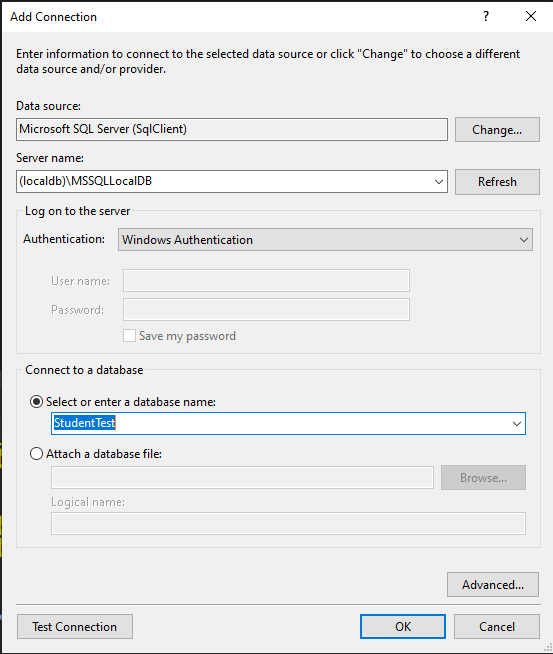 Add Connection
?
Enter information to connect to the selected data source or click "Change" to choose a different
data source and/or provider.
Data source:
Microsoft SQL Server (SqlClient)
Change...
Server name:
(localdb)\MSSQLLocalDB
Refresh
Log on to the server
Authentication:
Windows Authentication
User name:
Password:
Save my password
Connect to a database
Select or enter a database name:
StudentTest
Attach a database file:
Browse...
Logical name:
Advanced...
Test Connection
OK
Cancel